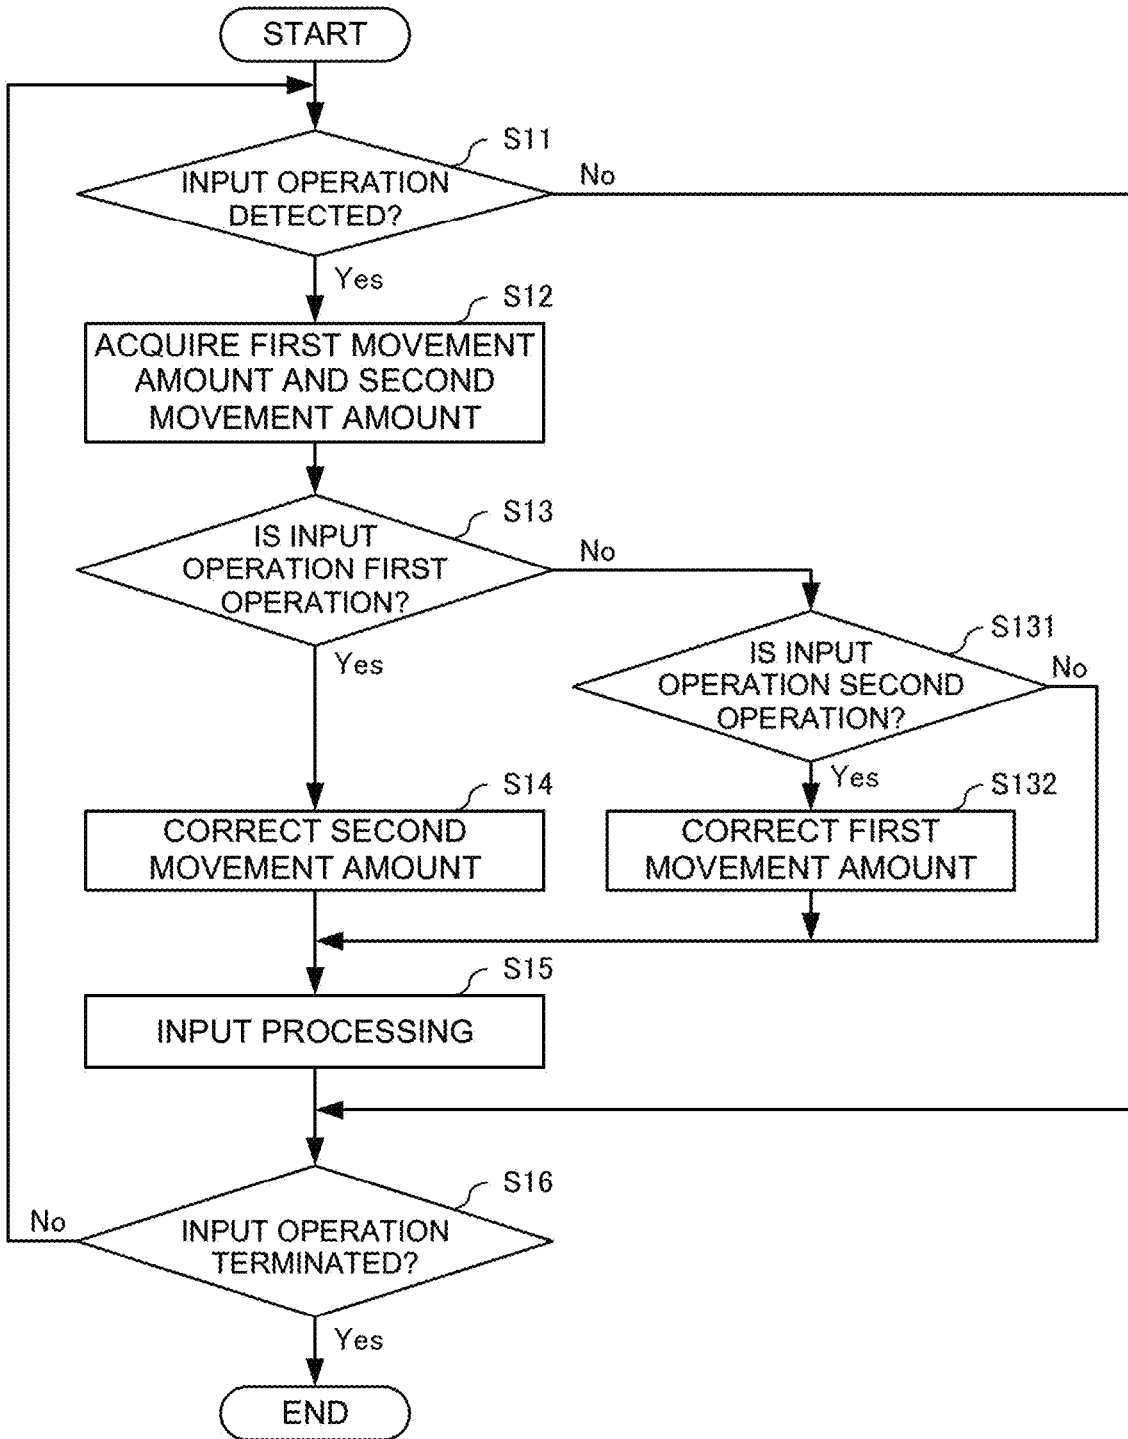 START
S11
INPUT OPERATION
DETECTED?
No
Yes
S12
ACQUIRE FIRST MOVEMENT
AMOUNT AND SECOND
MOVEMENT AMOUNT
S13
IS INPUT
OPERATION FIRST
OPERATION?
No
Yes
S131
IS INPUT
OPERATION SECOND
OPERATION?
No
Yes
S14
CORRECT SECOND
MOVEMENT AMOUNT
S132
CORRECT FIRST
MOVEMENT AMOUNT
S15
INPUT PROCESSING
S16
INPUT OPERATION
TERMINATED?
No
Yes
END